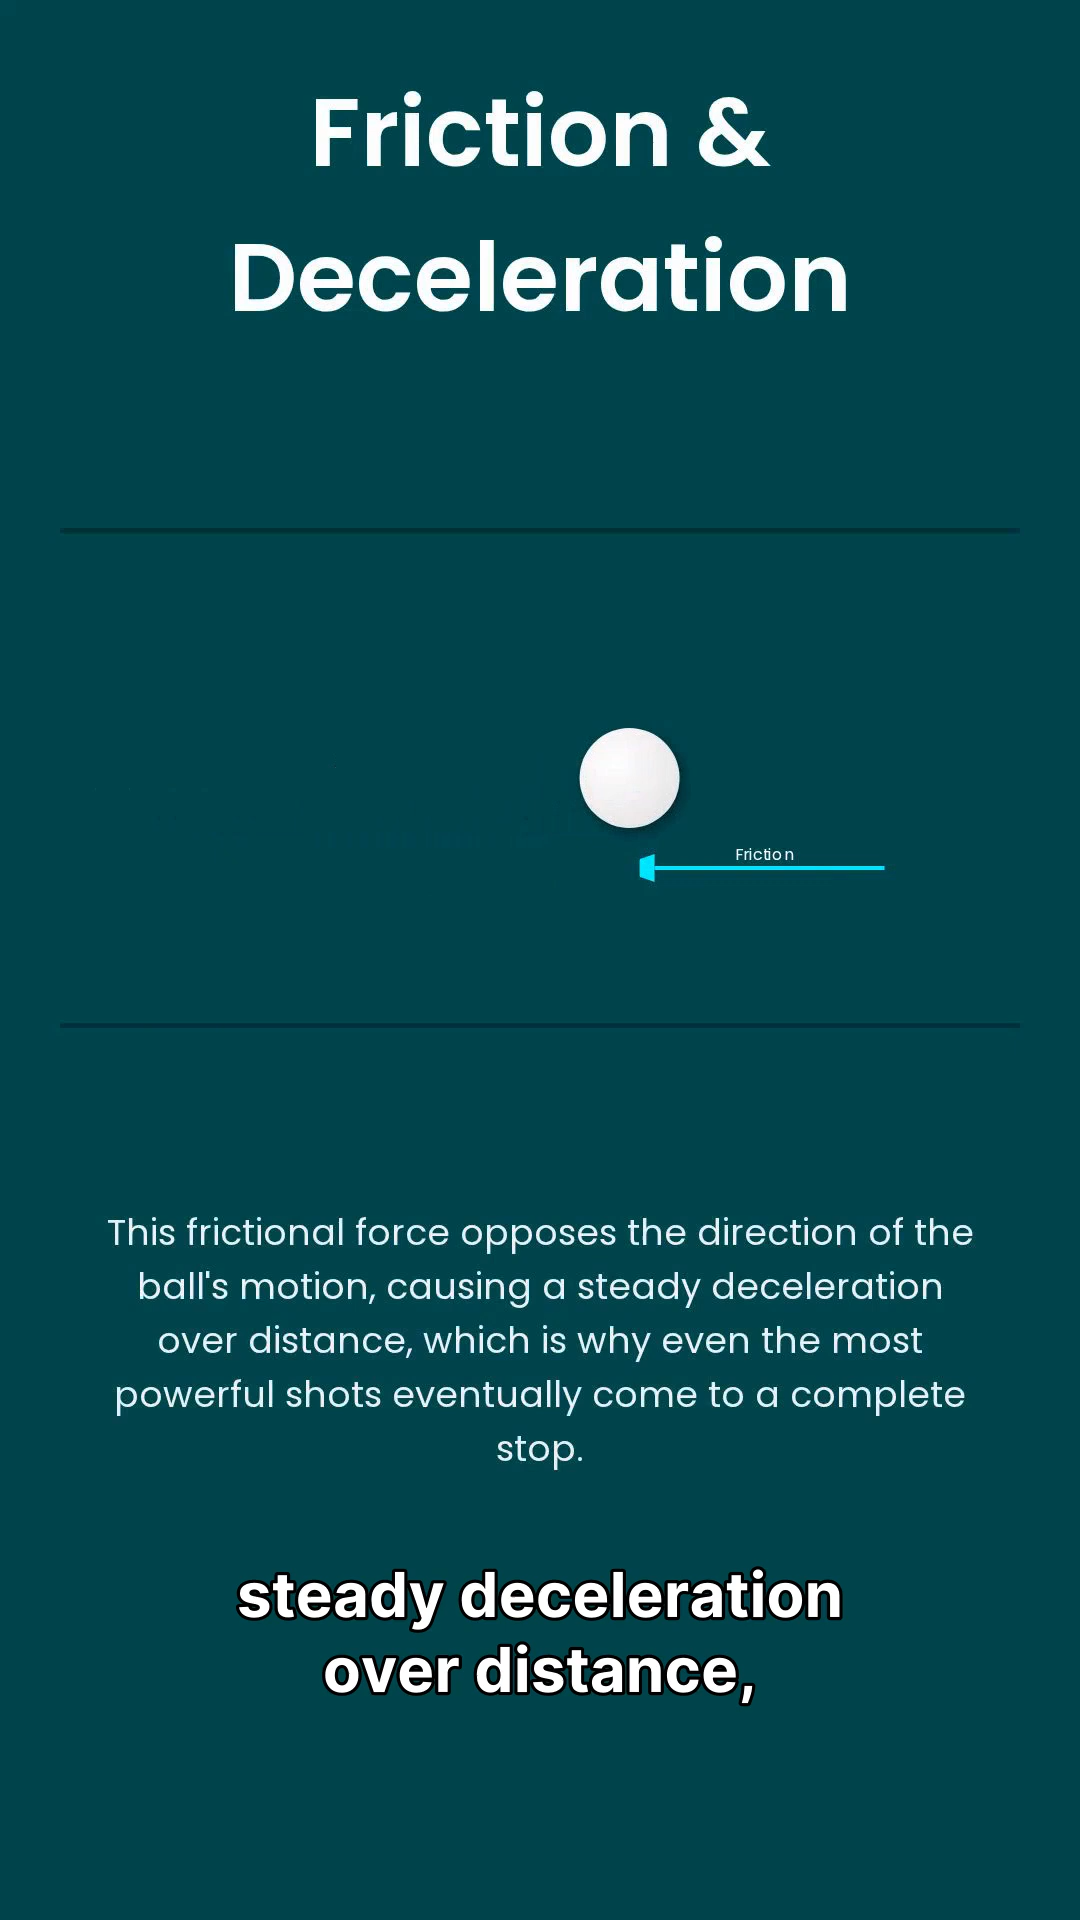 Friction &
Deceleration
Friction
This frictional force opposes the direction of the
ball's motion, causing a steady deceleration
over distance, which is why even the most
powerful shots eventually come to a complete
stop.
steady deceleration
over distance,